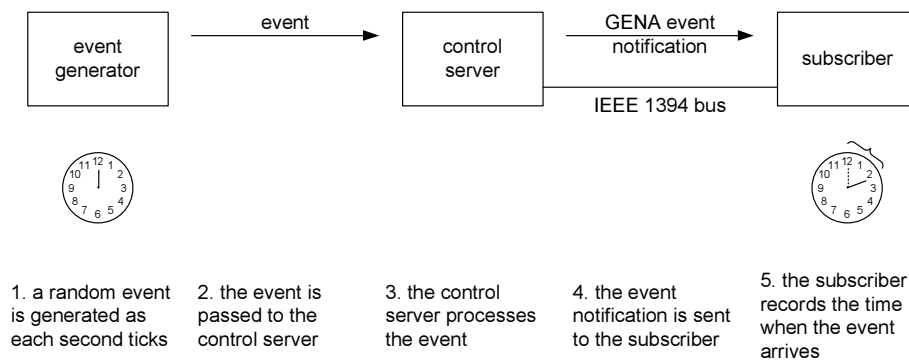 event
generator
event
control
server
GENA event
notification
IEEE 1394 bus
subscriber
12
1
2
3
4
5
6
7
8
9
10
11
12
1
2
3
4
5
6
7
8
9
10
11
1. a random event
is generated as
each second ticks
2. the event is
passed to the
control server
3. the control
server processes
the event
4. the event
notification is sent
to the subscriber
5. the subscriber
records the time
when the event
arrives